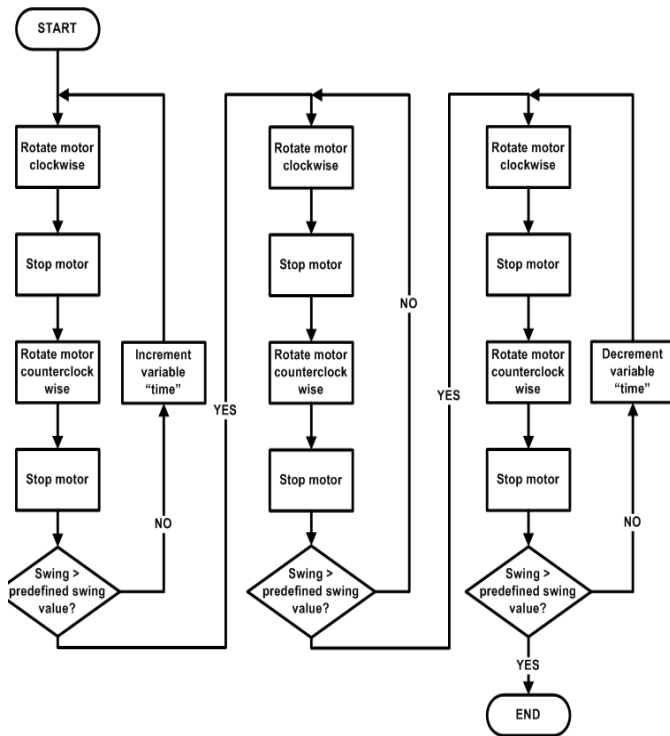 START
Rotate motor
clockwise
Stop motor
Rotate motor
counterclock
wise
Increment
variable
“time”
Stop motor
NO
Swing >
predefined swing
value?
YES
Rotate motor
clockwise
Stop motor
NO
Rotate motor
counterclock
wise
Stop motor
Swing >
predefined swing
value?
YES
Rotate motor
clockwise
Stop motor
Rotate motor
counterclock
wise
Decrement
variable
“time”
Stop motor
NO
Swing >
predefined swing
value?
YES
END